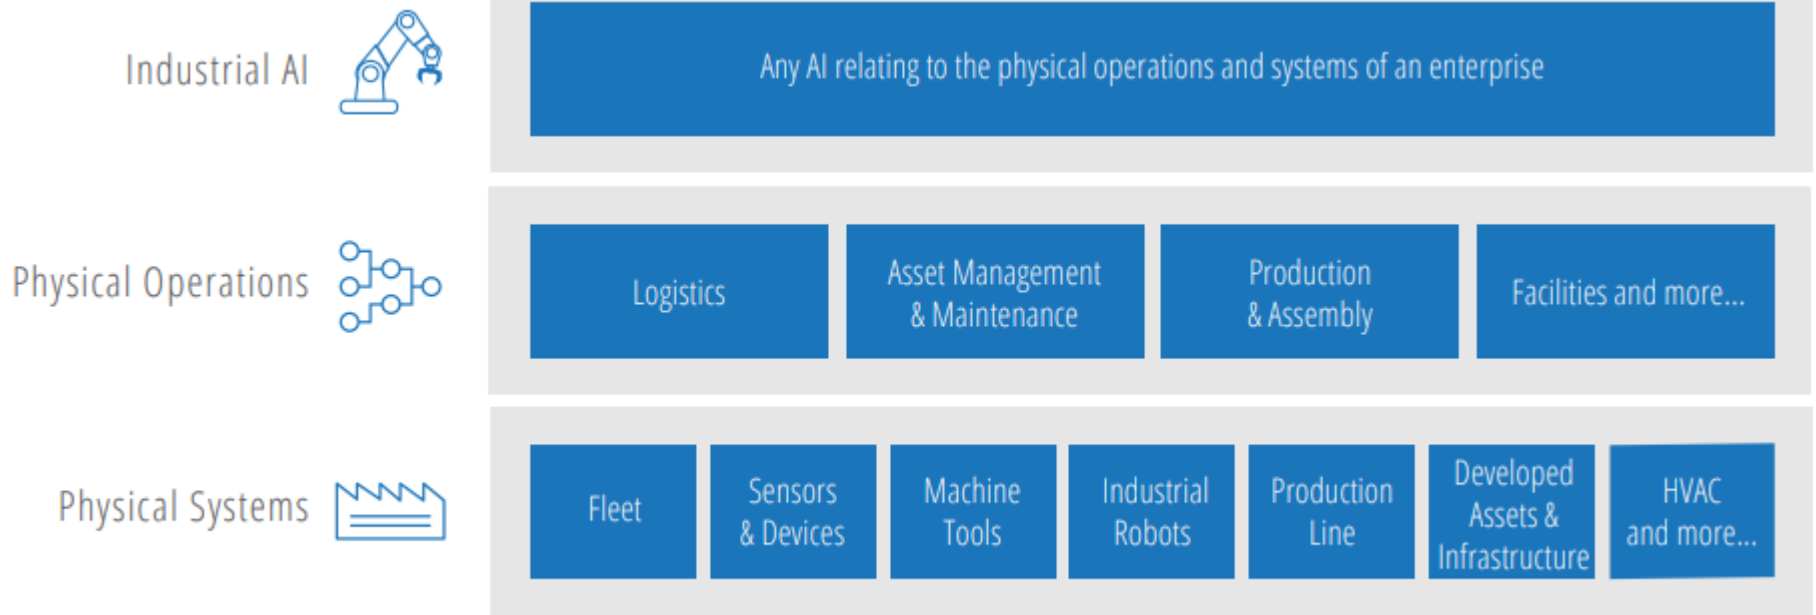 Industrial AI
Any AI relating to the physical operations and systems of an enterprise
Physical Operations
Logistics
Asset Management
& Maintenance
Production
& Assembly
Facilities and more...
Physical Systems
Fleet
Sensors
& Devices
Machine
Tools
Industrial
Robots
Production
Line
Developed
Assets &
Infrastructure
HVAC
and more...